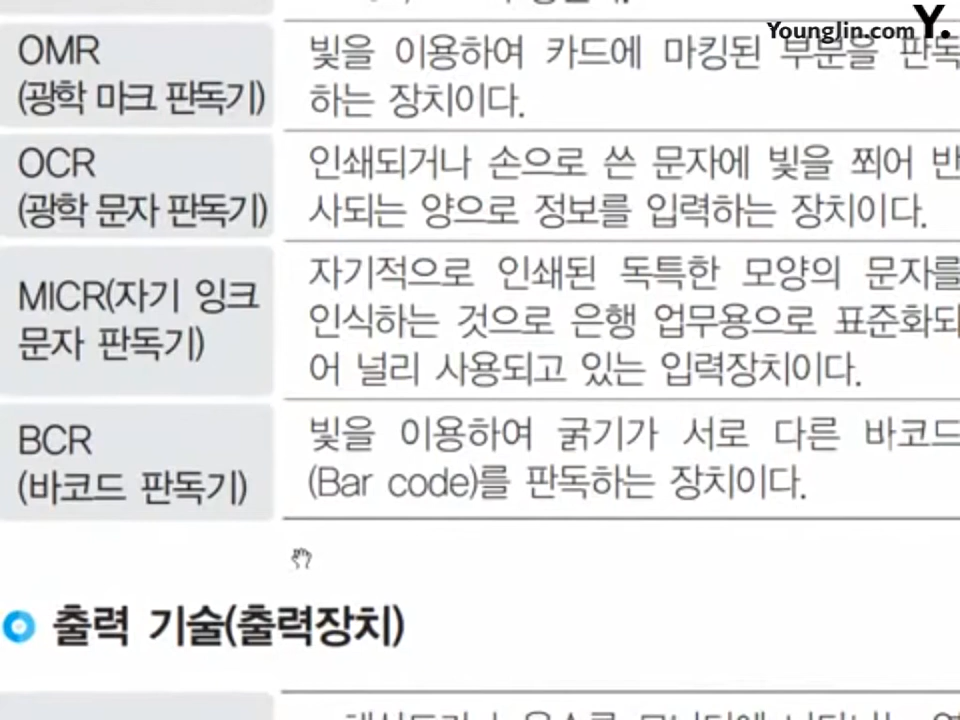 Younglin.com Y.
OMR
(광학 마크 판독기)
빛을 이용하여 카드에 마킹된 부분을 판독
하는 장치이다.
OCR
(광학 문자 판독기)
인쇄되거나 손으로 쓴 문자에 빛을 쬐어 반
사되는 양으로 정보를 입력하는 장치이다.
MICR(자기 잉크
문자 판독기)
자기적으로 인쇄된 독특한 모양의 문자를
인식하는 것으로 은행 업무용으로 표준화되
어 널리 사용되고 있는 입력장치이다.
BCR
(바코드 판독기)
빛을 이용하여 굵기가 서로 다른 바코드
(Bar code)를 판독하는 장치이다.
출력 기술(출력장치)